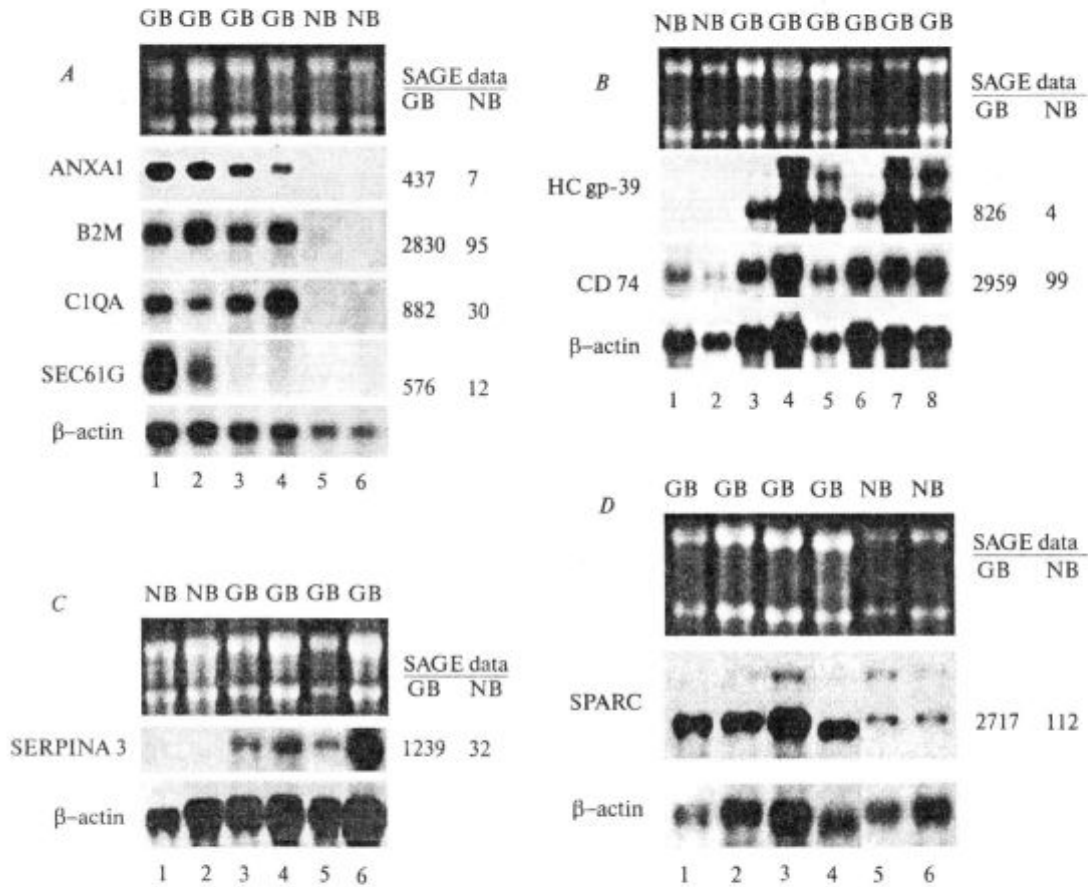 A
GB GB GB GB NB NB
SAGE data
GB NB
ANXA1 437 7
B2M 2830 95
C1QA 882 30
SEC61G 576 12
β–actin
1 2 3 4 5 6
B
NB NB GB GB GB GB GB GB
SAGE data
GB NB
HC gp-39 826 4
CD 74 2959 99
β–actin
1 2 3 4 5 6 7 8
C
NB NB GB GB GB GB
SAGE data
GB NB
SERPINA 3 1239 32
β–actin
1 2 3 4 5 6
D
GB GB GB GB NB NB
SAGE data
GB NB
SPARC 2717 112
β–actin
1 2 3 4 5 6